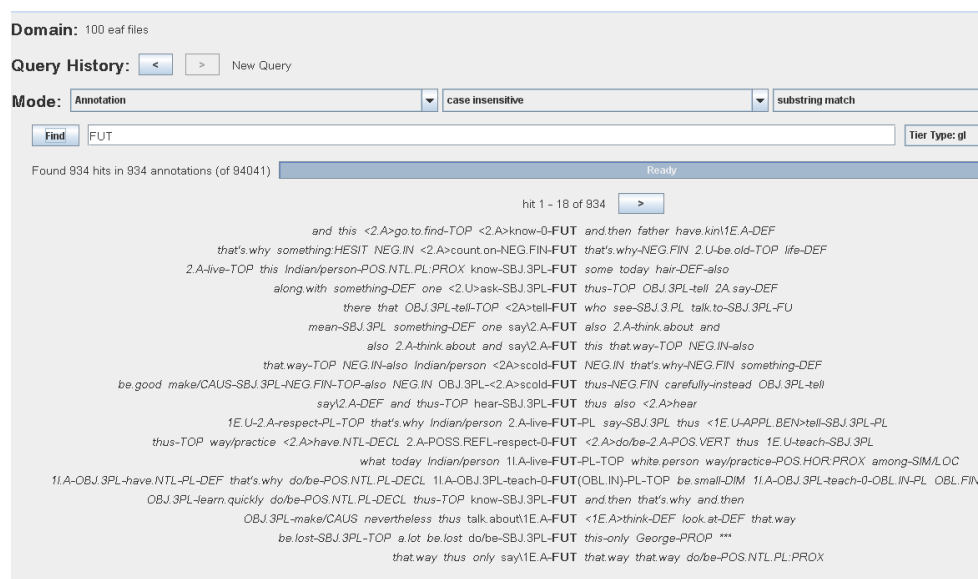 Domain: 100 eaf files
Query History: < > New Query
Mode: Annotation case insensitive substring match
Find FUT Tier Type: gl
Found 934 hits in 934 annotations (of 94041) Ready
hit 1 - 18 of 934 >
and this <2.A>go.to.find-TOP <2.A>know-0-FUT and.then father have.kin\1E.A-DEF
that's.why something:HESIT NEG.IN <2.A>count.on-NEG.FIN-FUT that's.why-NEG.FIN 2.U-be.old-TOP life-DEF
2.A-live-TOP this Indian/person-POS.NTL.PL:PROX know-SBJ.3PL-FUT some today hair-DEF-also
along.with something-DEF one <2.U>ask-SBJ.3PL-FUT thus-TOP OBJ.3PL-tell 2A.say-DEF
there that OBJ.3PL-tell-TOP <2A>tell-FUT who see-SBJ.3.PL talk.to-SBJ.3PL-FU
mean-SBJ.3PL something-DEF one say\2.A-FUT also 2.A-think.about and
also 2.A-think.about and say\2.A-FUT this that.way-TOP NEG.IN-also
that.way-TOP NEG.IN-also Indian/person <2A>scold-FUT NEG.IN that's.why-NEG.FIN something-DEF
be.good make/CAUS-SBJ.3PL-NEG.FIN-TOP-also NEG.IN OBJ.3PL-<2.A>scold-FUT thus-NEG.FIN carefully-instead OBJ.3PL-tell
say\2.A-DEF and thus-TOP hear-SBJ.3PL-FUT thus also <2.A>hear
1E.U-2.A-respect-PL-TOP that's.why Indian/person 2.A-live-FUT-PL say-SBJ.3PL thus <1E.U-APPL.BEN>tell-SBJ.3PL-PL
thus-TOP way/practice <2.A>have.NTL-DECL 2.A-POSS.REFL-respect-0-FUT <2.A>do/be-2.A-POS.VERT thus 1E.U-teach-SBJ.3PL
what today Indian/person 1I.A-live-FUT-PL-TOP white.person way/practice-POS.HOR:PROX among-SIM/LOC
1I.A-OBJ.3PL-have.NTL-PL-DEF that's.why do/be-POS.NTL.PL-DECL 1I.A-OBJ.3PL-teach-0-FUT(OBL.IN)-PL-TOP be.small-DIM 1I.A-OBJ.3PL-teach-0-OBL.IN-PL OBL.FIN
OBJ.3PL-learn.quickly do/be-POS.NTL.PL-DECL thus-TOP know-SBJ.3PL-FUT and.then that's.why and.then
OBJ.3PL-make/CAUS nevertheless thus talk.about\1E.A-FUT <1E.A>think-DEF look.at-DEF that.way
be.lost-SBJ.3PL-TOP a.lot be.lost do/be-SBJ.3PL-FUT this-only George-PROP ***
that.way thus only say\1E.A-FUT that.way that.way do/be-POS.NTL.PL:PROX